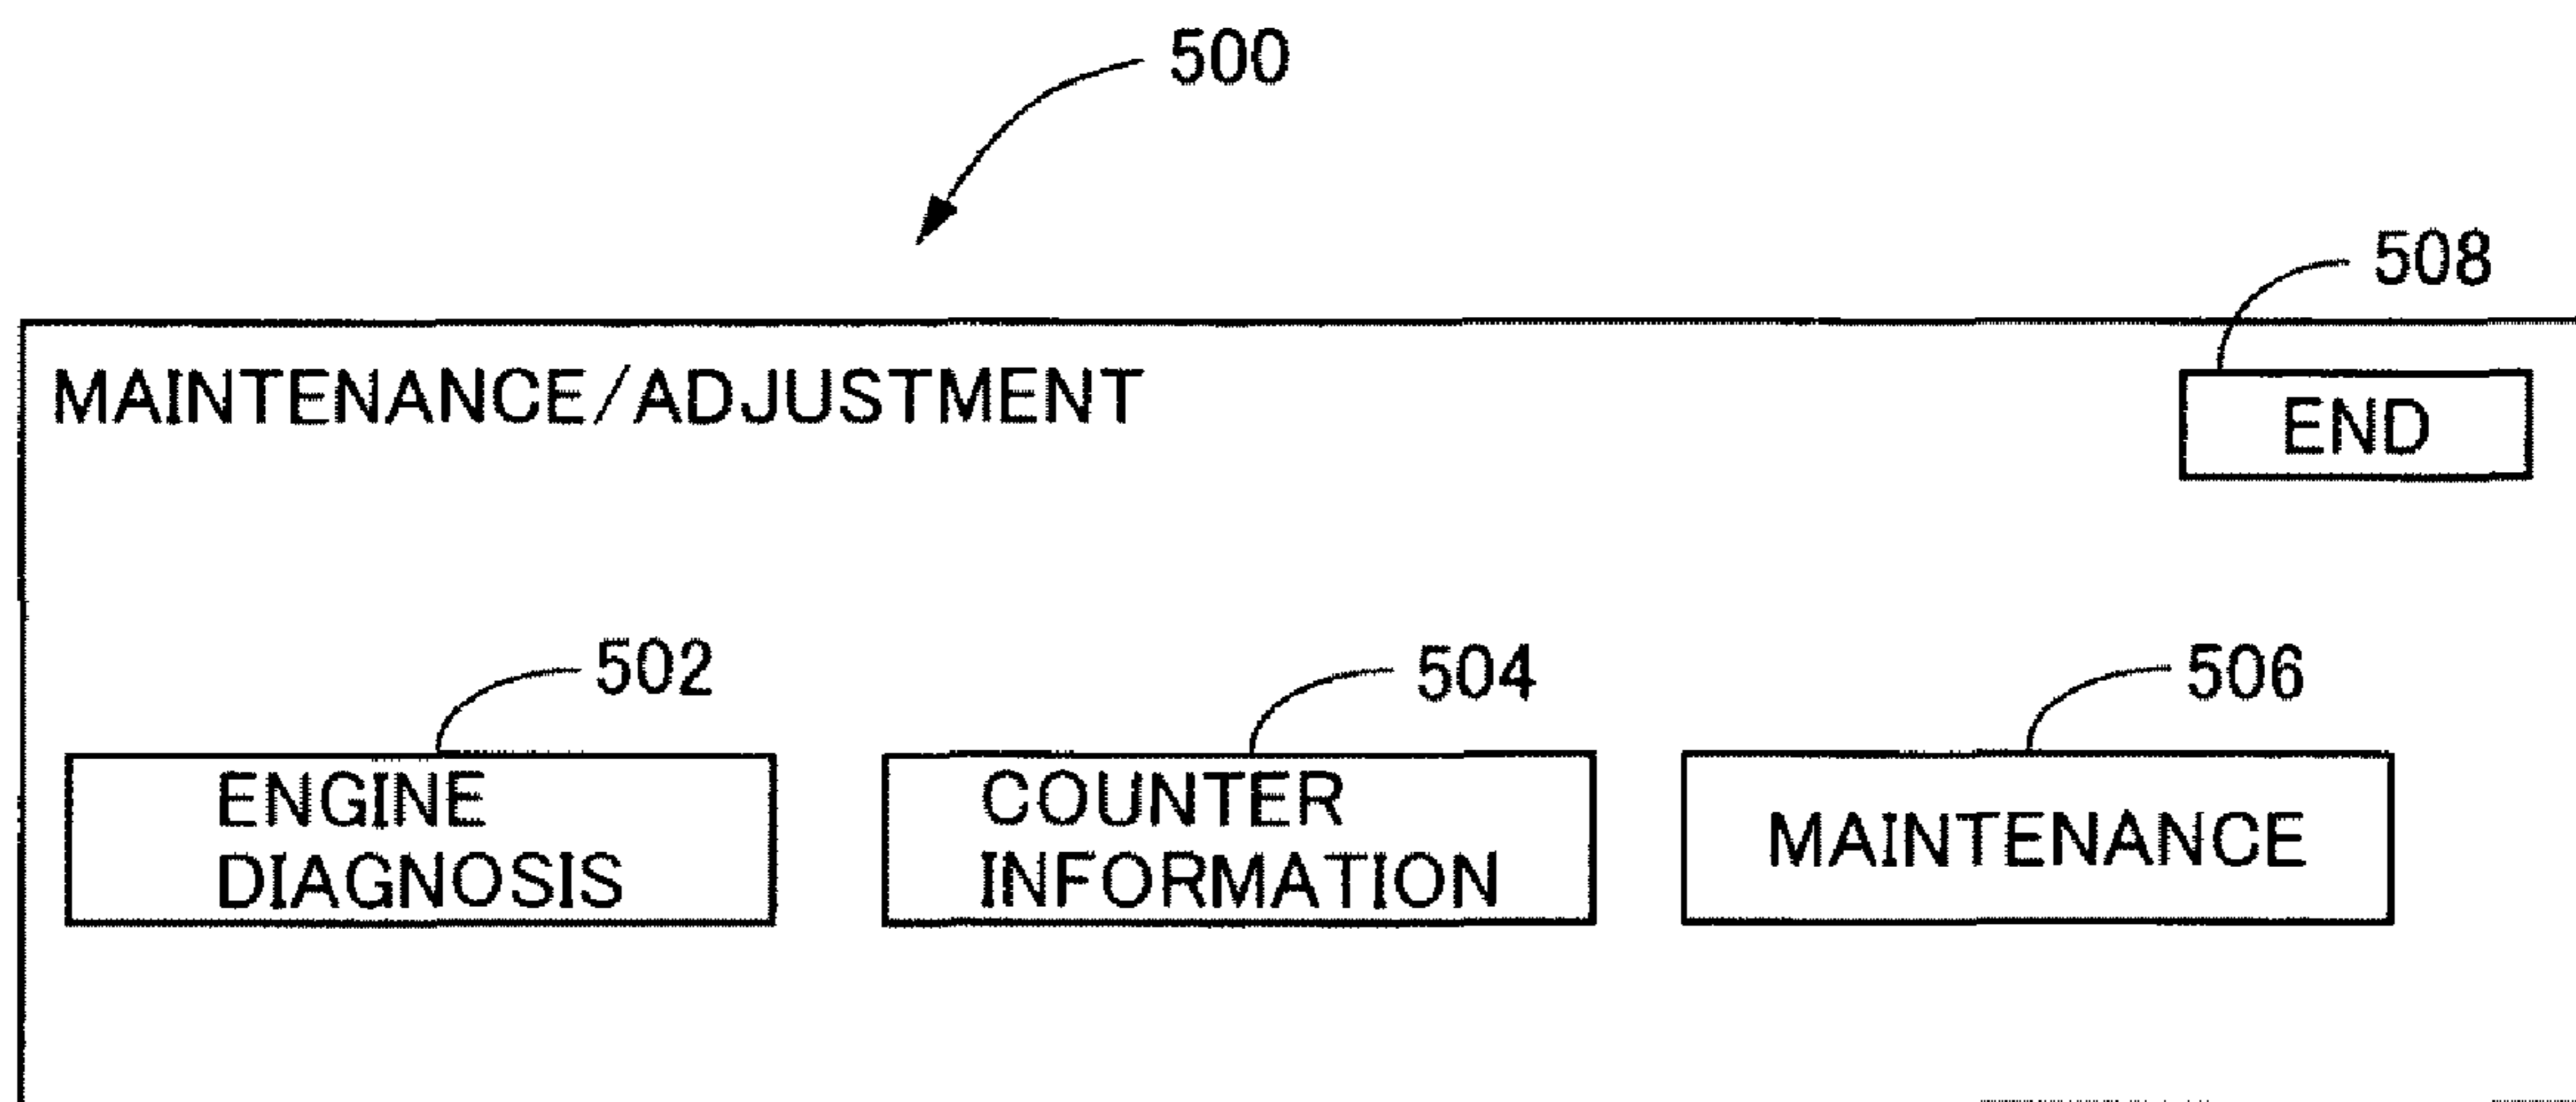 500
508
MAINTENANCE/ADJUSTMENT
END
502
504
506
ENGINE
DIAGNOSIS
COUNTER
INFORMATION
MAINTENANCE